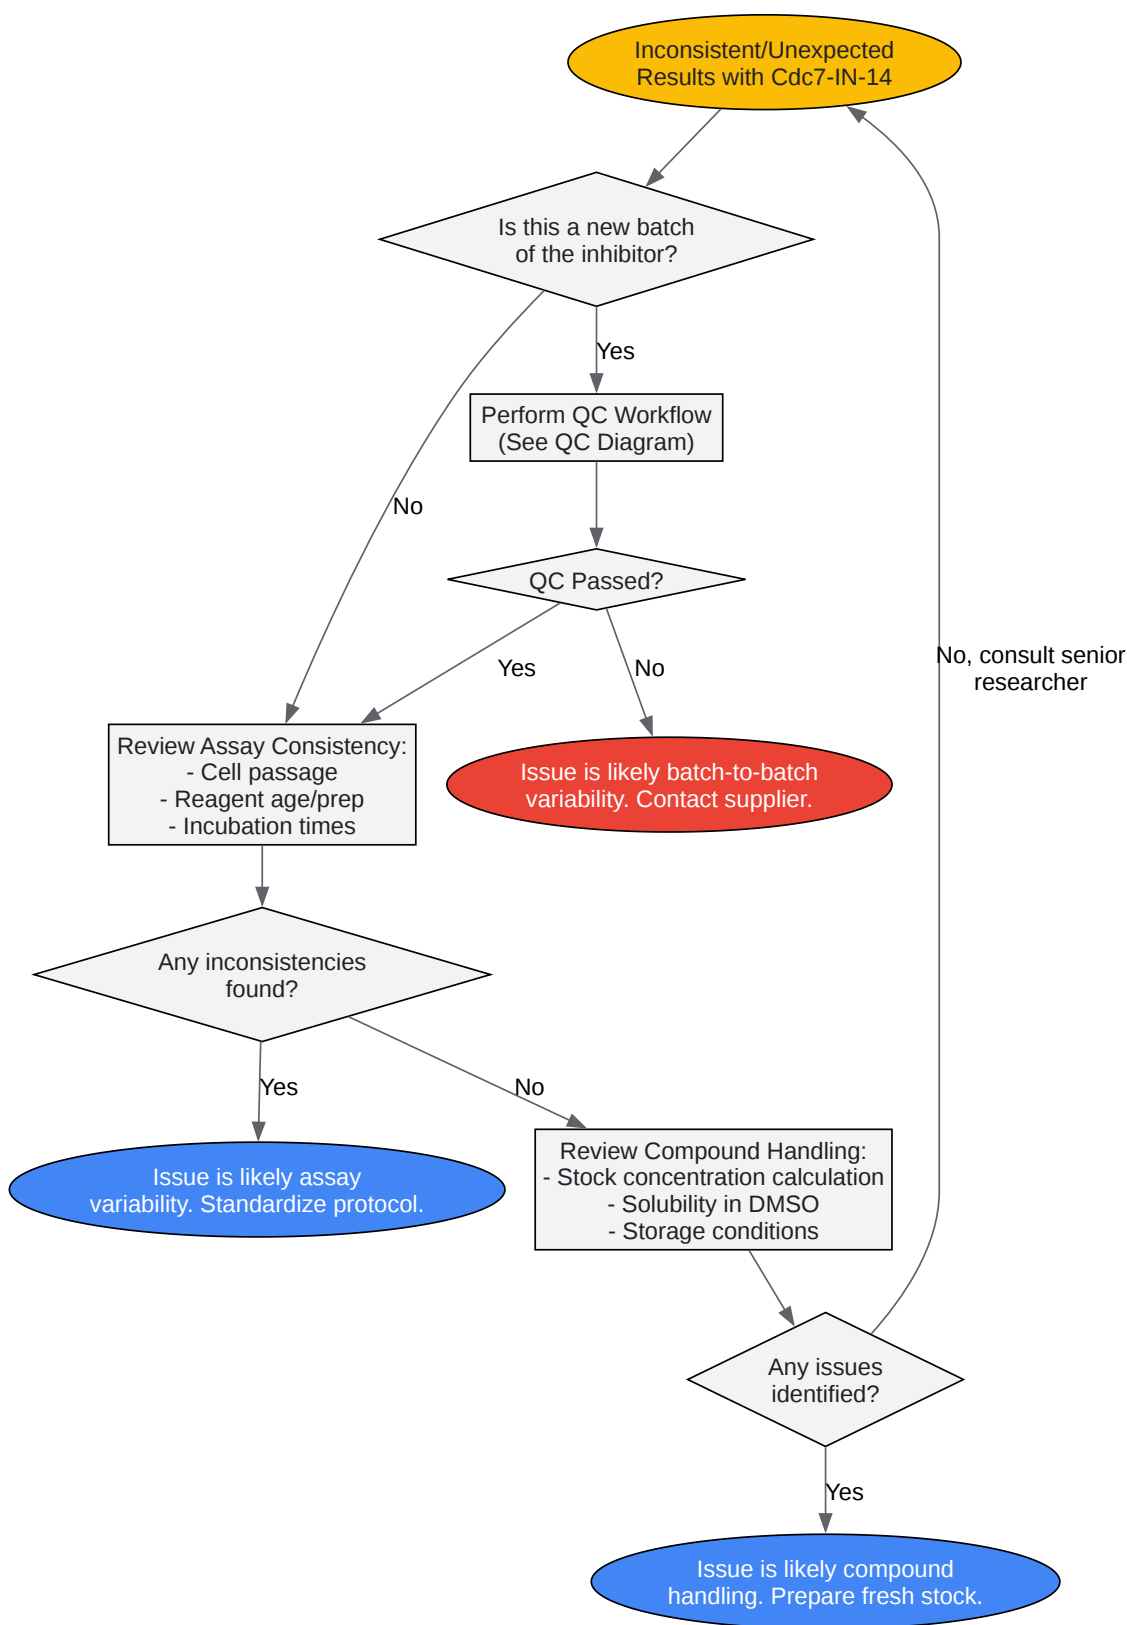 Inconsistent/Unexpected
Results with Cdc7-IN-14
Is this a new batch
of the inhibitor?
Yes
Perform QC Workflow
(See QC Diagram)
No
QC Passed?
Yes
No
No, consult senior
researcher
Review Assay Consistency:
- Cell passage
- Reagent age/prep
- Incubation times
Issue is likely batch-to-batch
variability. Contact supplier.
Any inconsistencies
found?
Yes
No
Issue is likely assay
variability. Standardize protocol.
Review Compound Handling:
- Stock concentration calculation
- Solubility in DMSO
- Storage conditions
Any issues
identified?
Yes
Issue is likely compound
handling. Prepare fresh stock.